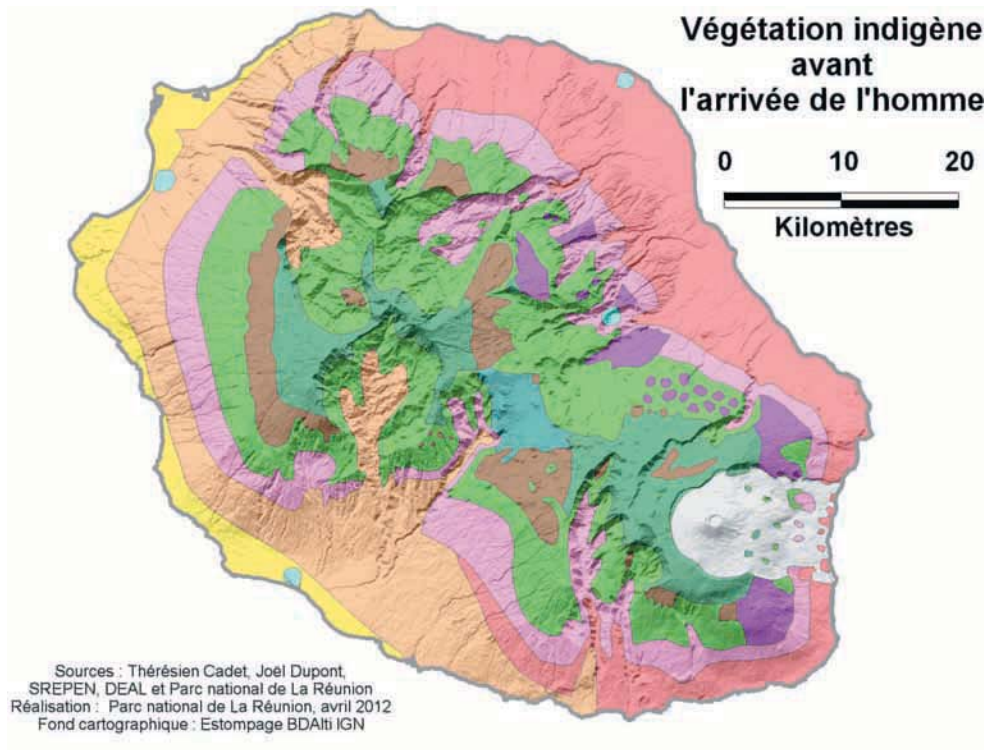 Végétation indigène
avant
l'arrivée de l'homme
0 10 20
Kilomètres
Sources : Thérésien Cadet, Joël Dupont,
SREPEN, DEAL et Parc national de La Réunion
Réalisation : Parc national de La Réunion, avril 2012
Fond cartographique : Estompage BDAlti IGN